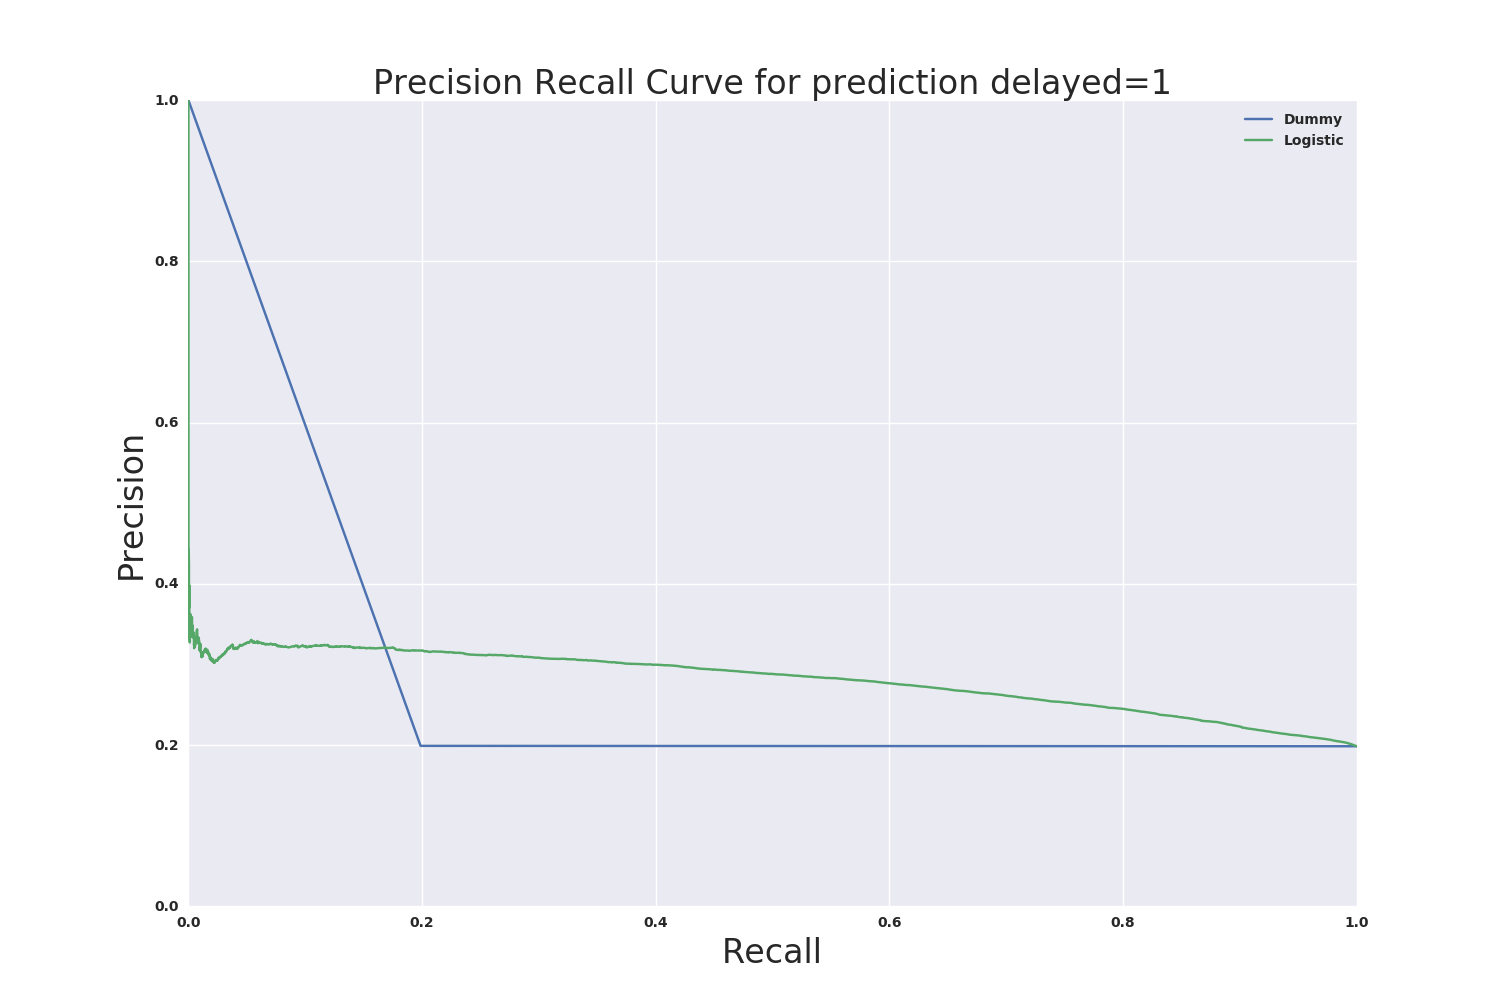 Precision Recall Curve for prediction delayed=1
1.0
Dummy
Logistic
0.8
0.6
Precision
0.4
0.2
0.0
0.0 0.2 0.4 0.6 0.8 1.0
Recall